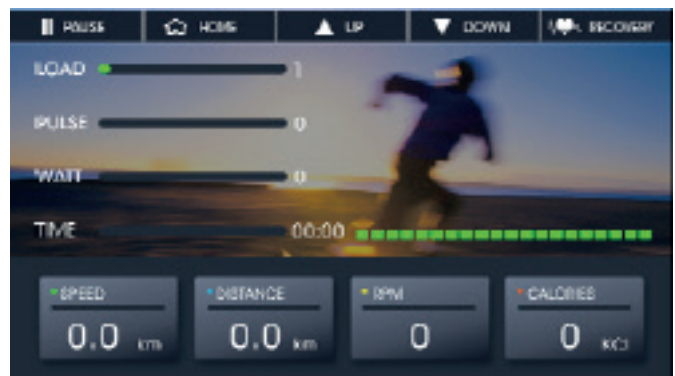 PAUSE HOME UP DOWN RECOVERY
LOAD 1
PULSE 0
WATT 0
TIME 00:00
SPEED DISTANCE RPM CALORIES
0.0 km 0.0 km 0 0